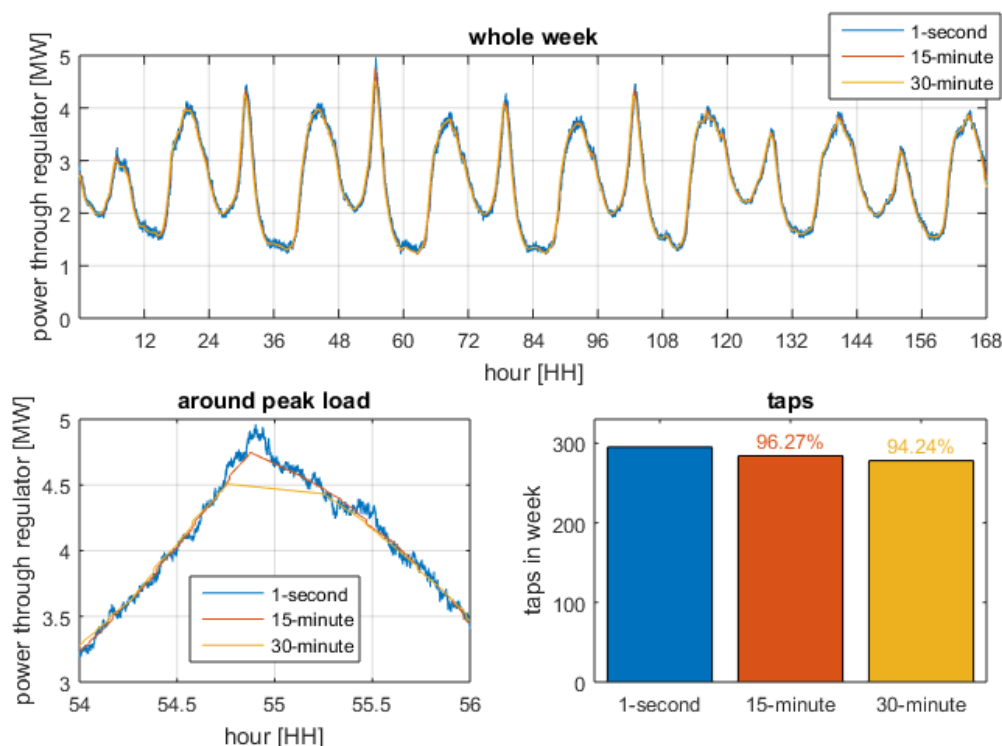 whole week
1-second
15-minute
30-minute
power through regulator [MW]
5
4
3
2
1
0
12 24 36 48 60 72 84 96 108 120 132 144 156 168
hour [HH]
around peak load
power through regulator [MW]
5
4.5
4
3.5
3
1-second
15-minute
30-minute
54 54.5 55 55.5 56
hour [HH]
taps
taps in week
300
200
100
0
96.27%
94.24%
1-second 15-minute 30-minute